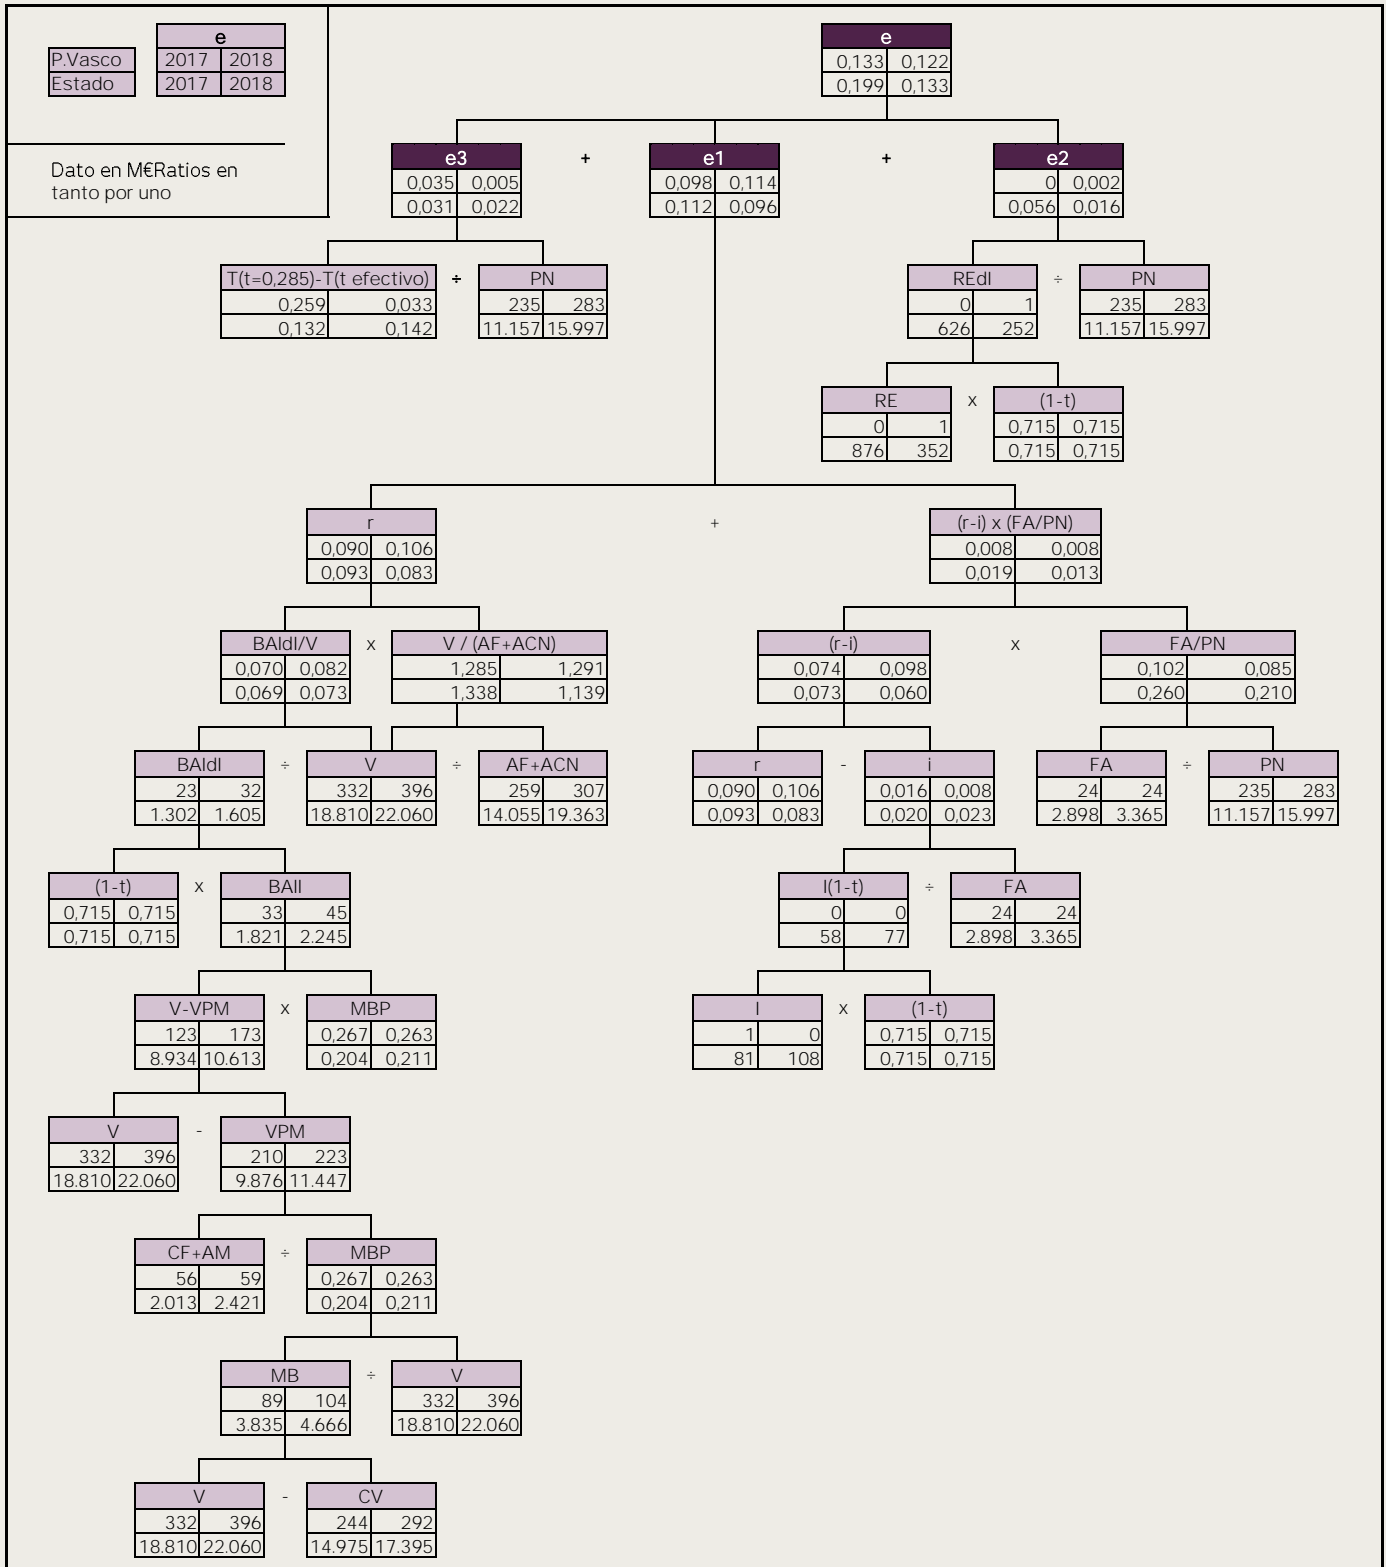 e
e
P.Vasco 2017 2018 0,133 0,122
Estado 2017 2018 0,199 0,133
e3 + e1 + e2
Dato en M€Ratios en
tanto por uno
0,035 0,005 0,098 0,114 0 0,002
0,031 0,022 0,112 0,096 0,056 0,016
T(t=0,285)-T(t efectivo) ÷ PN REdI ÷ PN
0,259 0,033 235 283 0 1 235 283
0,132 0,142 11.157 15.997 626 252 11.157 15.997
RE x (1-t)
0 1 0,715 0,715
876 352 0,715 0,715
r + (r-i) x (FA/PN)
0,090 0,106 0,008 0,008
0,093 0,083 0,019 0,013
BAIdI/V x V / (AF+ACN) (r-i) x FA/PN
0,070 0,082 1,285 1,291 0,074 0,098 0,102 0,085
0,069 0,073 1,338 1,139 0,073 0,060 0,260 0,210
BAIdI ÷ V ÷ AF+ACN r - i FA ÷ PN
23 32 332 396 259 307 0,090 0,106 0,016 0,008 24 24 235 283
1.302 1.605 18.810 22.060 14.055 19.363 0,093 0,083 0,020 0,023 2.898 3.365 11.157 15.997
(1-t) x BAII I(1-t) ÷ FA
0,715 0,715 33 45 0 0 24 24
0,715 0,715 1.821 2.245 58 77 2.898 3.365
V-VPM x MBP I x (1-t)
123 173 0,267 0,263 1 0 0,715 0,715
8.934 10.613 0,204 0,211 81 108 0,715 0,715
V - VPM
332 396 210 223
18.810 22.060 9.876 11.447
CF+AM ÷ MBP
56 59 0,267 0,263
2.013 2.421 0,204 0,211
MB ÷ V
89 104 332 396
3.835 4.666 18.810 22.060
V - CV
332 396 244 292
18.810 22.060 14.975 17.395